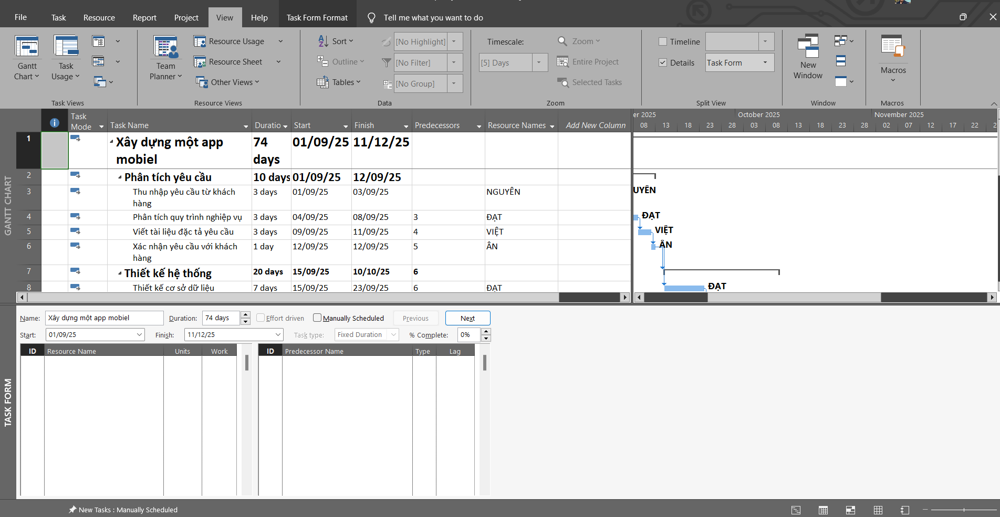 File Task Resource Report Project View Help Task Form Format Tell me what you want to do
Gantt Chart
Task Usage
Task Views
Team Planner
Resource Usage
Resource Sheet
Other Views
Resource Views
Sort
Outline
Tables
[No Highlight]
[No Filter]
[No Group]
Data
Timescale:
[5] Days
Zoom
Entire Project
Selected Tasks
Zoom
Timeline
Details Task Form
Split View
New Window
Window
Macros
Macros
Task Mode Task Name Duratio Start Finish Predecessors Resource Names Add New Column
er 2025 October 2025 November 2025
08 13 18 23 28 03 08 13 18 23 28 02 07 12 17 22 2
GANTT CHART
1 Xây dựng một app mobiel 74 days 01/09/25 11/12/25
2 Phân tích yêu cầu 10 days 01/09/25 12/09/25
3 Thu nhập yêu cầu từ khách hàng 3 days 01/09/25 03/09/25 NGUYÊN
4 Phân tích quy trình nghiệp vụ 3 days 04/09/25 08/09/25 3 ĐẠT
5 Viết tài liệu đặc tả yêu cầu 3 days 09/09/25 11/09/25 4 VIỆT
6 Xác nhận yêu cầu với khách hàng 1 day 12/09/25 12/09/25 5 ÂN
7 Thiết kế hệ thống 20 days 15/09/25 10/10/25 6
8 Thiết kế cơ sở dữ liệu 7 days 15/09/25 23/09/25 6 ĐẠT
UYÊN
ĐẠT
VIỆT
ÂN
ĐẠT
TASK FORM
Name: Xây dựng một app mobiel Duration: 74 days Effort driven Manually Scheduled Previous Next
Start: 01/09/25 Finish: 11/12/25 Task type: Fixed Duration % Complete: 0%
ID Resource Name Units Work ID Predecessor Name Type Lag
New Tasks : Manually Scheduled